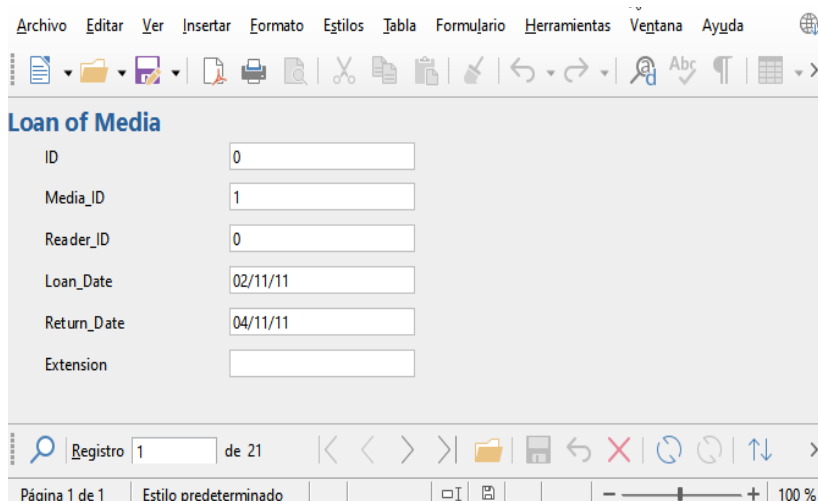 Archivo Editar Ver Insertar Formato Estilos Tabla Formulario Herramientas Ventana Ayuda
Abc
Loan of Media
ID 0
Media_ID 1
Reader_ID 0
Loan_Date 02/11/11
Return_Date 04/11/11
Extension
Registro 1 de 21
Página 1 de 1 Estilo predeterminado 100 %